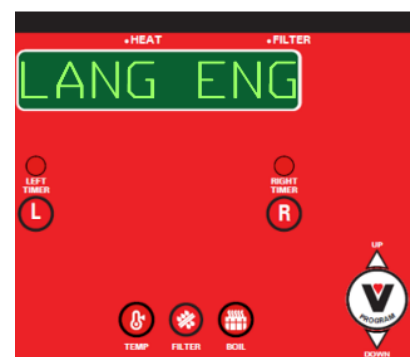 HEAT FILTER
LANG ENG
LEFT TIMER
RIGHT TIMER
L R
UP
PROGRAM
DOWN
TEMP FILTER BOIL